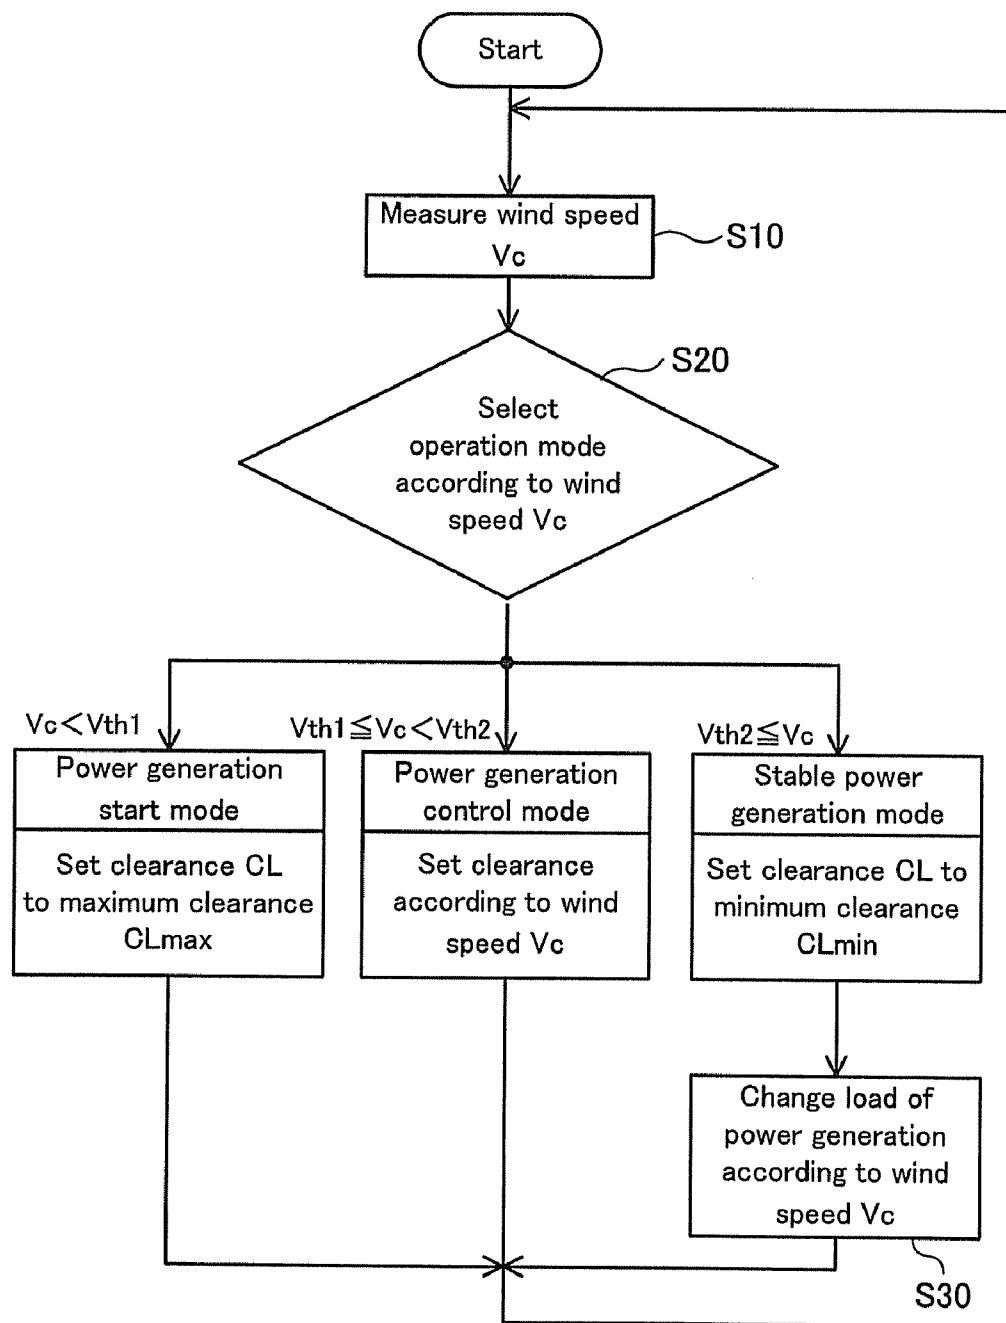 Start
Measure wind speed
Vc
S10
S20
Select
operation mode
according to wind
speed Vc
Vc<Vth1
Vth1≦Vc<Vth2
Vth2≦Vc
Power generation
start mode
Set clearance CL
to maximum clearance
CLmax
Power generation
control mode
Set clearance
according to wind
speed Vc
Stable power
generation mode
Set clearance CL to
minimum clearance
CLmin
Change load of
power generation
according to wind
speed Vc
S30